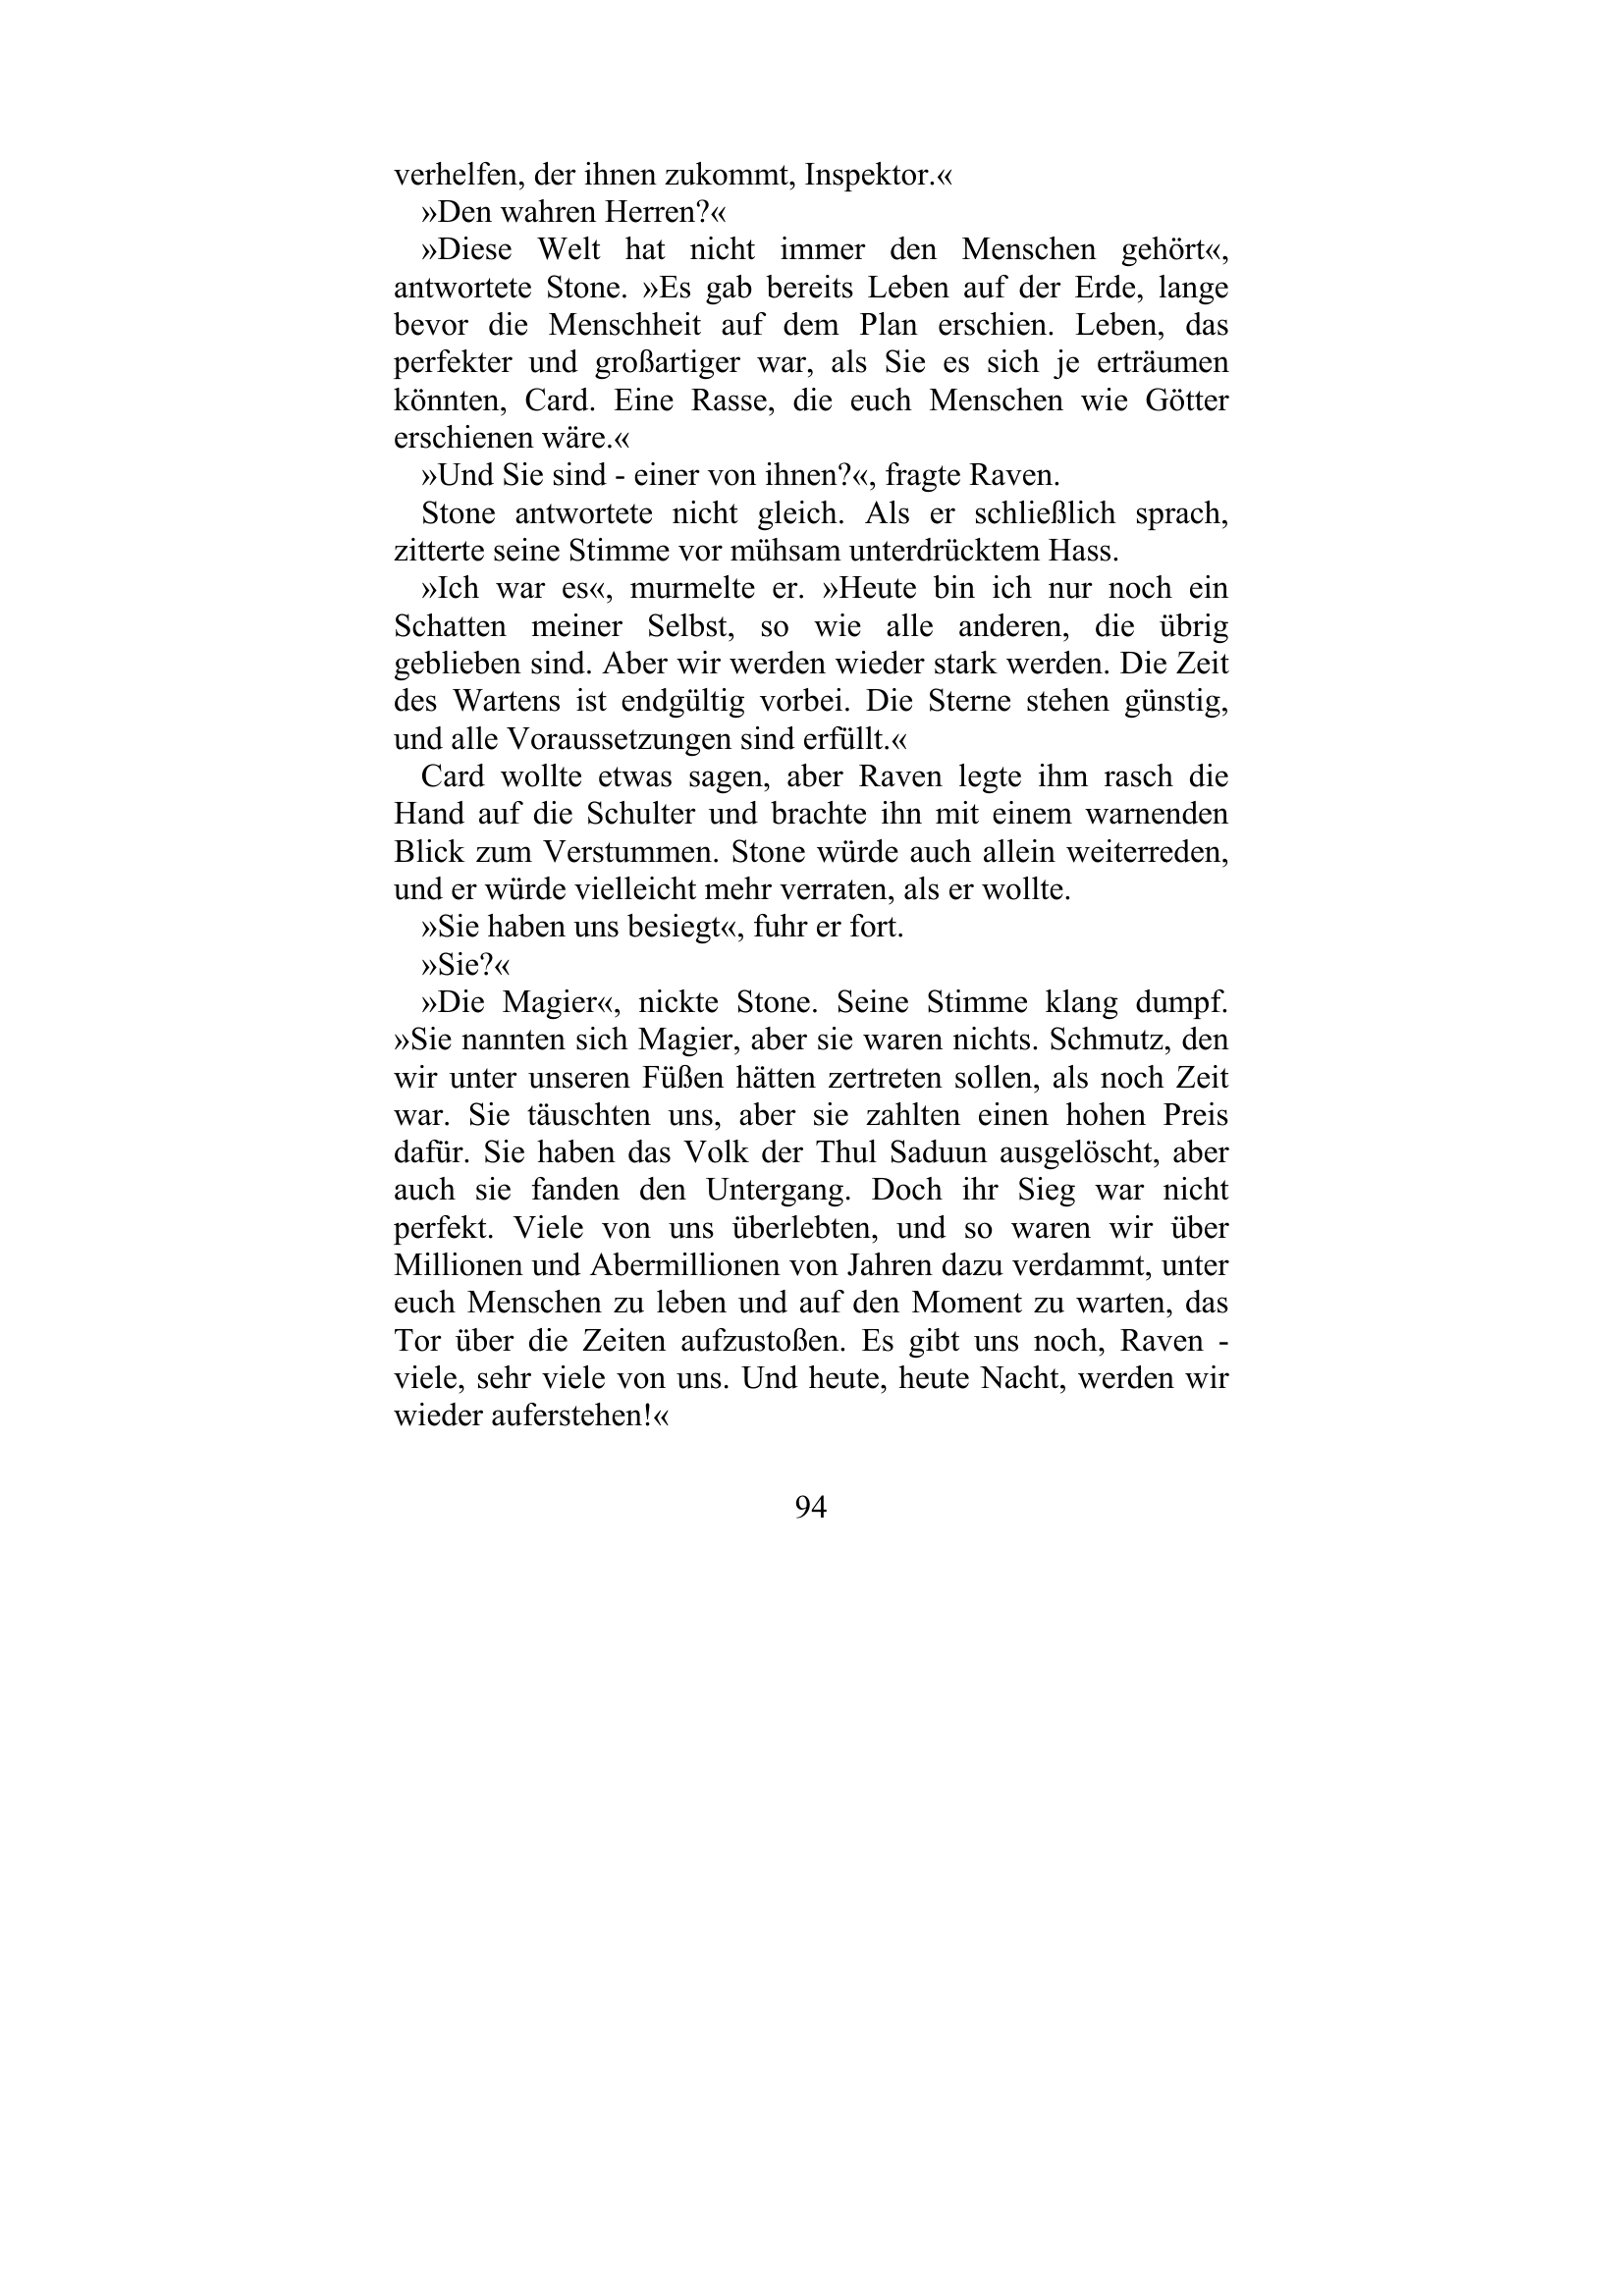 verhelfen, der ihnen zukommt, Inspektor.«
»Den wahren Herren?«
»Diese Welt hat nicht immer den Menschen gehört«,
antwortete Stone. »Es gab bereits Leben auf der Erde, lange
bevor die Menschheit auf dem Plan erschien. Leben, das
perfekter und großartiger war, als Sie es sich je erträumen
könnten, Card. Eine Rasse, die euch Menschen wie Götter
erschienen wäre.«
»Und Sie sind - einer von ihnen?«, fragte Raven.
Stone antwortete nicht gleich. Als er schließlich sprach,
zitterte seine Stimme vor mühsam unterdrücktem Hass.
»Ich war es«, murmelte er. »Heute bin ich nur noch ein
Schatten meiner Selbst, so wie alle anderen, die übrig
geblieben sind. Aber wir werden wieder stark werden. Die Zeit
des Wartens ist endgültig vorbei. Die Sterne stehen günstig,
und alle Voraussetzungen sind erfüllt.«
Card wollte etwas sagen, aber Raven legte ihm rasch die
Hand auf die Schulter und brachte ihn mit einem warnenden
Blick zum Verstummen. Stone würde auch allein weiterreden,
und er würde vielleicht mehr verraten, als er wollte.
»Sie haben uns besiegt«, fuhr er fort.
»Sie?«
»Die Magier«, nickte Stone. Seine Stimme klang dumpf.
»Sie nannten sich Magier, aber sie waren nichts. Schmutz, den
wir unter unseren Füßen hätten zertreten sollen, als noch Zeit
war. Sie täuschten uns, aber sie zahlten einen hohen Preis
dafür. Sie haben das Volk der Thul Saduun ausgelöscht, aber
auch sie fanden den Untergang. Doch ihr Sieg war nicht
perfekt. Viele von uns überlebten, und so waren wir über
Millionen und Abermillionen von Jahren dazu verdammt, unter
euch Menschen zu leben und auf den Moment zu warten, das
Tor über die Zeiten aufzustoßen. Es gibt uns noch, Raven -
viele, sehr viele von uns. Und heute, heute Nacht, werden wir
wieder auferstehen!«
94